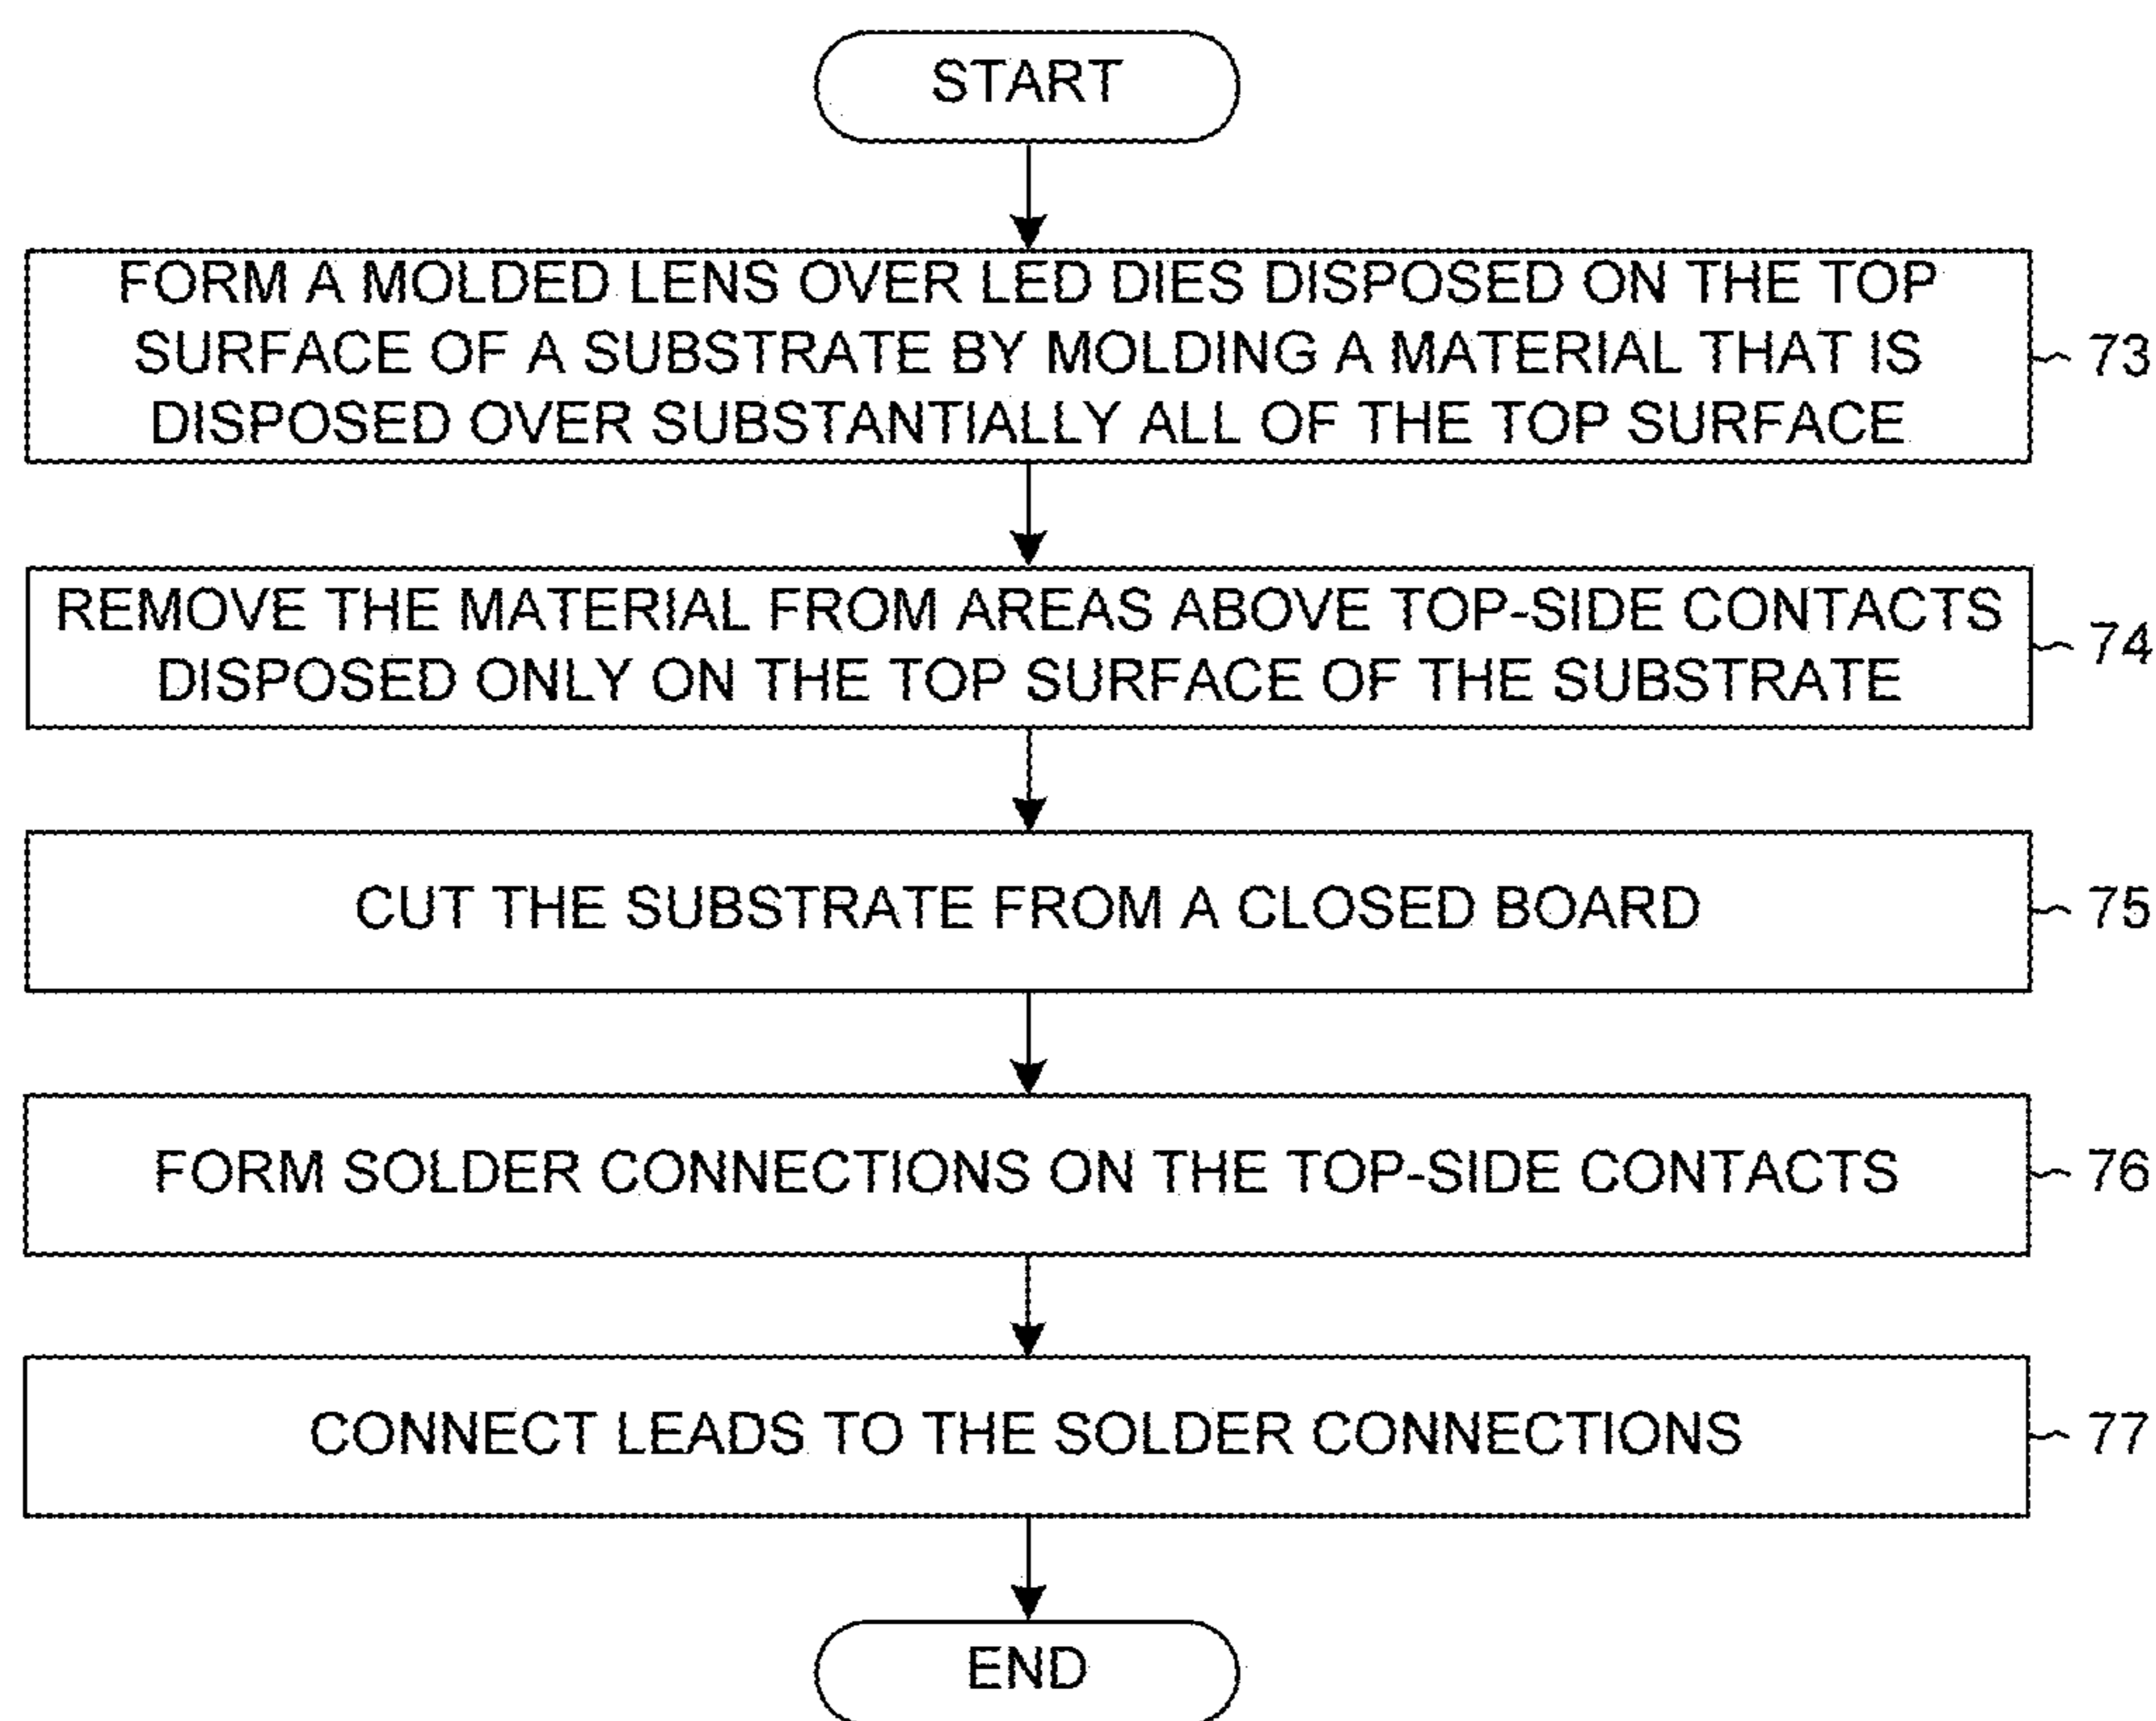 START
FORM A MOLDED LENS OVER LED DIES DISPOSED ON THE TOP
SURFACE OF A SUBSTRATE BY MOLDING A MATERIAL THAT IS
DISPOSED OVER SUBSTANTIALLY ALL OF THE TOP SURFACE
73
REMOVE THE MATERIAL FROM AREAS ABOVE TOP-SIDE CONTACTS
DISPOSED ONLY ON THE TOP SURFACE OF THE SUBSTRATE
74
CUT THE SUBSTRATE FROM A CLOSED BOARD
75
FORM SOLDER CONNECTIONS ON THE TOP-SIDE CONTACTS
76
CONNECT LEADS TO THE SOLDER CONNECTIONS
77
END